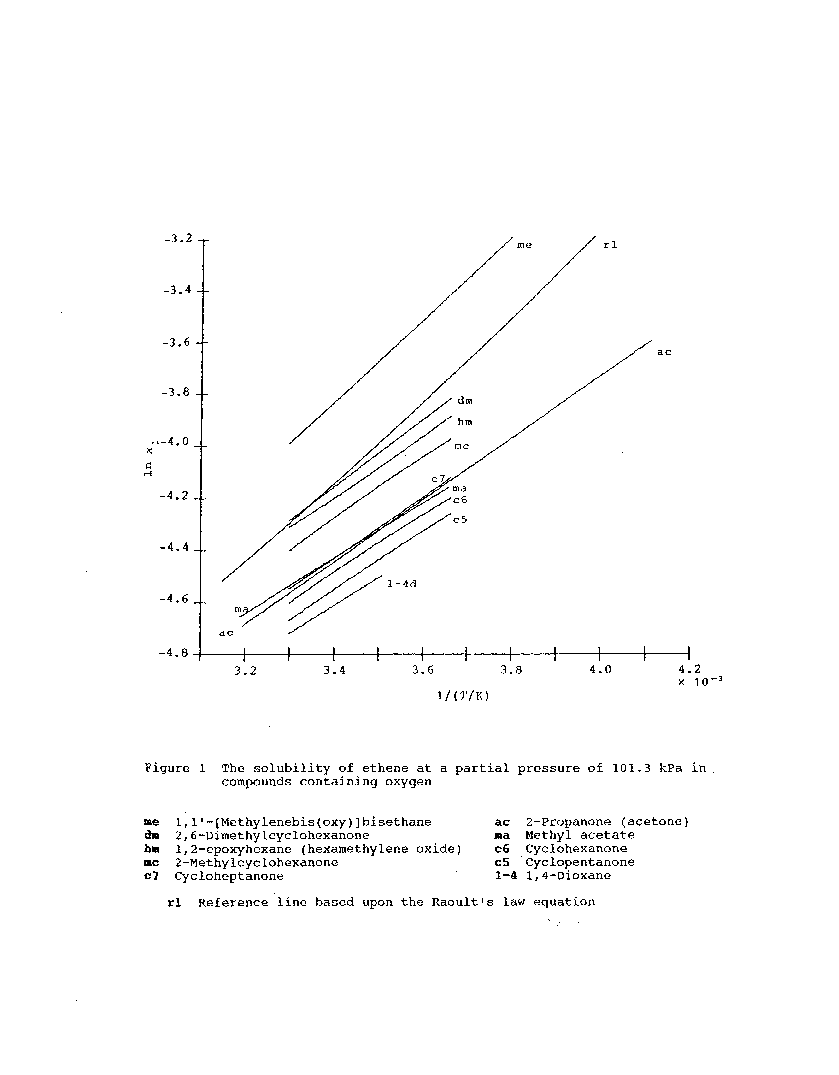 -3.2
me
rl
-3.4
-3.6
ac
-3.8
dm
hm
-4.0
mc
ln x
c7
ma
-4.2
c6
c5
-4.4
1-4d
-4.6
ma
ac
-4.8
3.2 3.4 3.6 3.8 4.0 4.2
× 10⁻³
1/(T/K)
Figure 1 The solubility of ethene at a partial pressure of 101.3 kPa in
compounds containing oxygen
me 1,1'-[Methylenebis(oxy)]bisethane ac 2-Propanone (acetone)
dm 2,6-Dimethylcyclohexanone ma Methyl acetate
hm 1,2-epoxyhexane (hexamethylene oxide) c6 Cyclohexanone
mc 2-Methylcyclohexanone c5 Cyclopentanone
c7 Cycloheptanone 1-4 1,4-Dioxane
rl Reference line based upon the Raoult's law equation